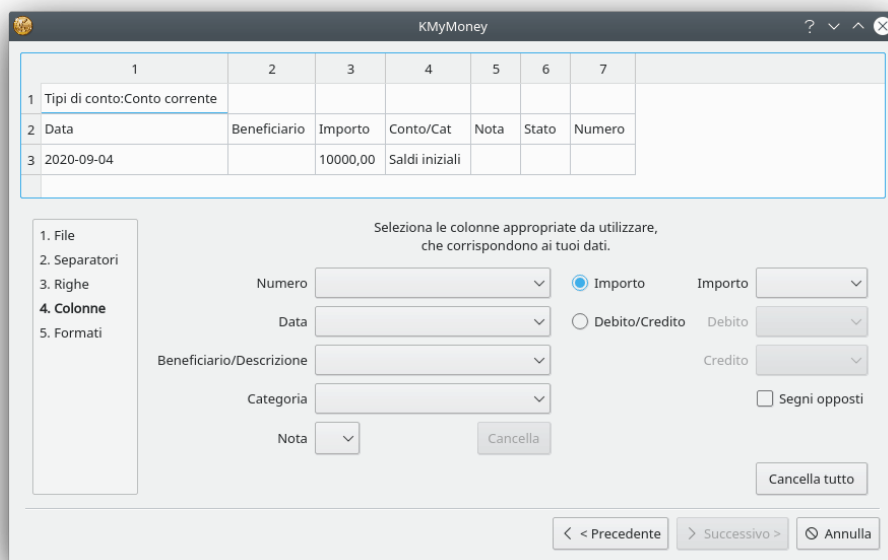 KMyMoney
1 2 3 4 5 6 7
1 Tipi di conto:Conto corrente
2 Data Beneficiario Importo Conto/Cat Nota Stato Numero
3 2020-09-04 10000,00 Saldi iniziali
1. File
2. Separatori
3. Righe
4. Colonne
5. Formati
Seleziona le colonne appropriate da utilizzare,
che corrispondono ai tuoi dati.
Numero Importo Importo
Data Debito/Credito Debito
Beneficiario/Descrizione Credito
Categoria Segni opposti
Nota Cancella
Cancella tutto
< Precedente Successivo > Annulla